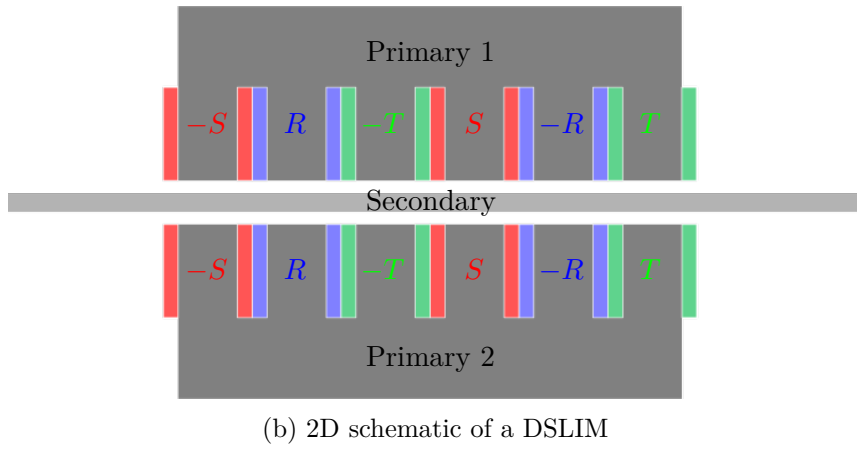 Primary 1
−S R −T S −R T
Secondary
−S R −T S −R T
Primary 2
(b) 2D schematic of a DSLIM